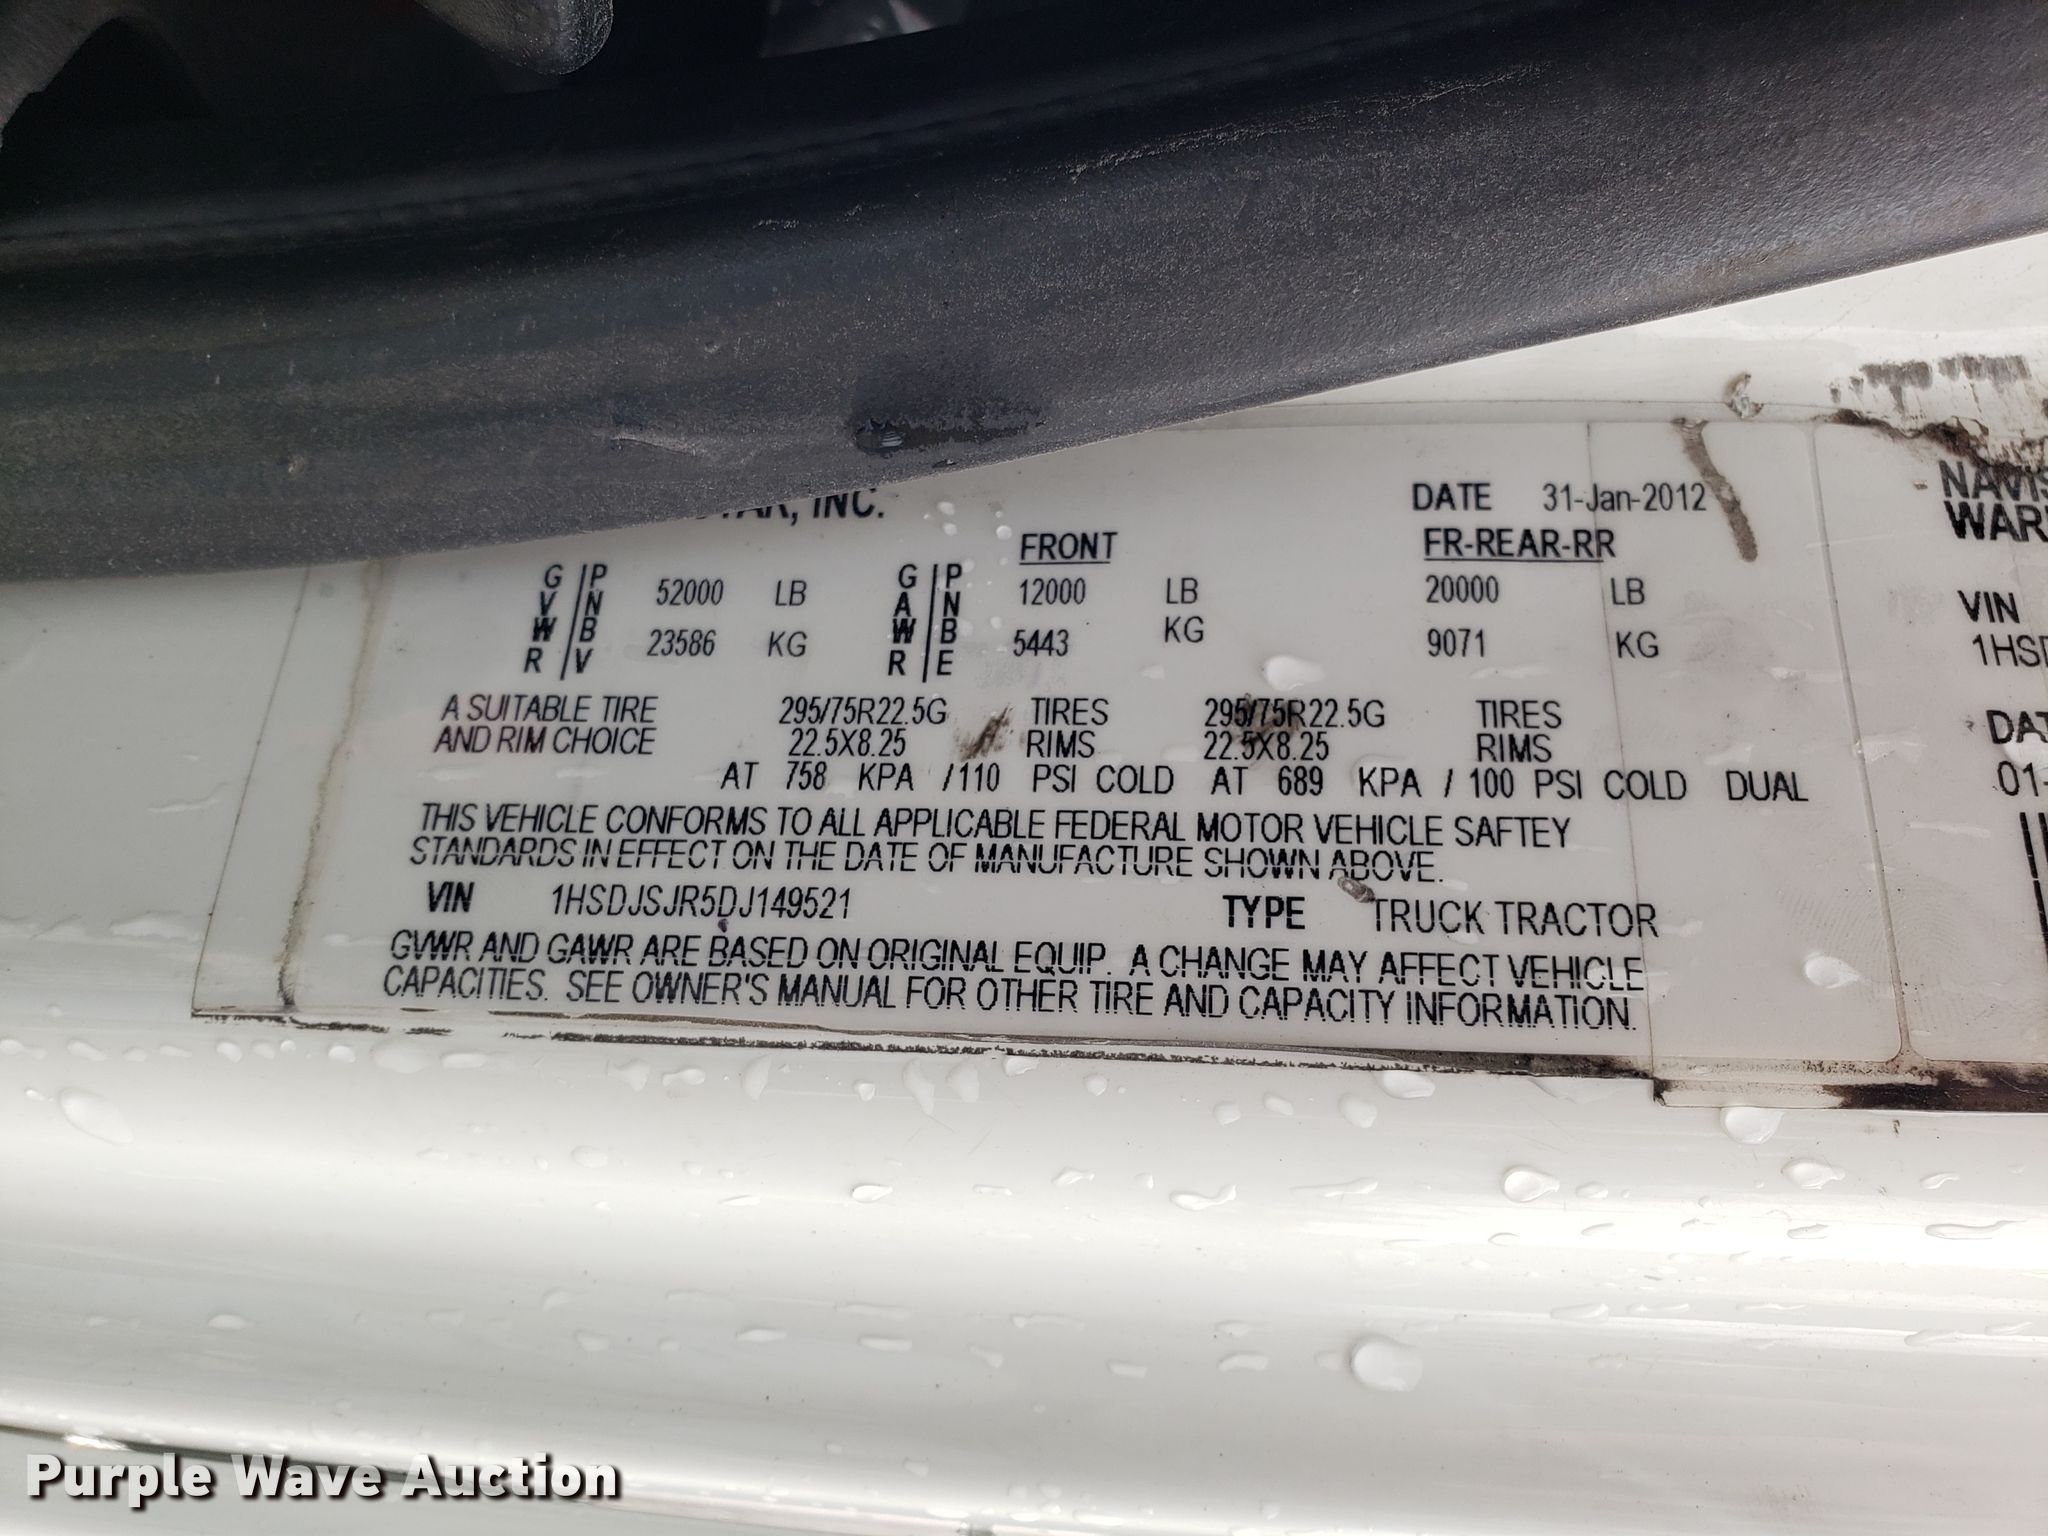 INC.
DATE 31-Jan-2012
FRONT FR-REAR-RR
GVWR/PNBV 52000 LB GAWR/PNBE 12000 LB 20000 LB
23586 KG 5443 KG 9071 KG
A SUITABLE TIRE 295/75R22.5G TIRES 295/75R22.5G TIRES
AND RIM CHOICE 22.5X8.25 RIMS 22.5X8.25 RIMS
AT 758 KPA /110 PSI COLD AT 689 KPA / 100 PSI COLD DUAL
THIS VEHICLE CONFORMS TO ALL APPLICABLE FEDERAL MOTOR VEHICLE SAFTEY
STANDARDS IN EFFECT ON THE DATE OF MANUFACTURE SHOWN ABOVE.
VIN 1HSDJSJR5DJ149521 TYPE TRUCK TRACTOR
GVWR AND GAWR ARE BASED ON ORIGINAL EQUIP. A CHANGE MAY AFFECT VEHICLE
CAPACITIES. SEE OWNER'S MANUAL FOR OTHER TIRE AND CAPACITY INFORMATION.
VIN
Purple Wave Auction